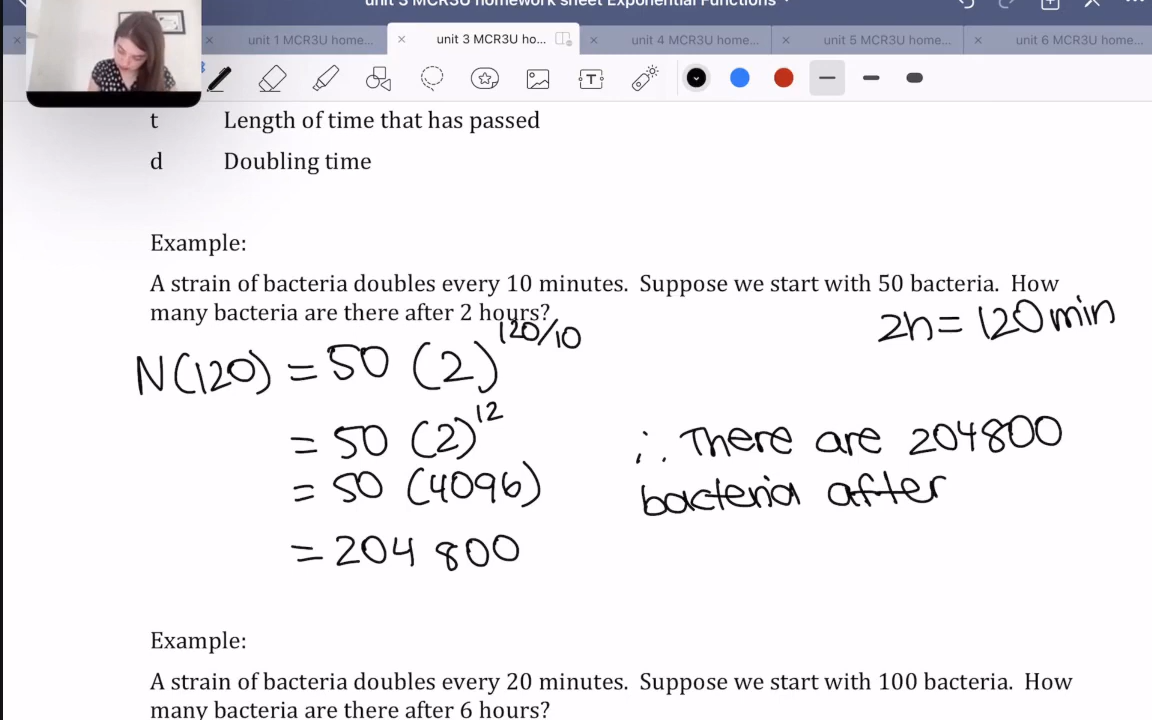 unit 3 MCR3U homework sheet Exponential Functions
unit 1 MCR3U home...
unit 3 MCR3U ho...
unit 4 MCR3U home...
unit 5 MCR3U home...
unit 6 MCR3U home...
T
t Length of time that has passed
d Doubling time
Example:
A strain of bacteria doubles every 10 minutes. Suppose we start with 50 bacteria. How
many bacteria are there after 2 hours?
2h = 120 min
N(120) = 50 (2)^120/10
= 50 (2)^12
= 50 (4096)
= 204 800
∴ There are 204800
bacteria after
Example:
A strain of bacteria doubles every 20 minutes. Suppose we start with 100 bacteria. How
many bacteria are there after 6 hours?